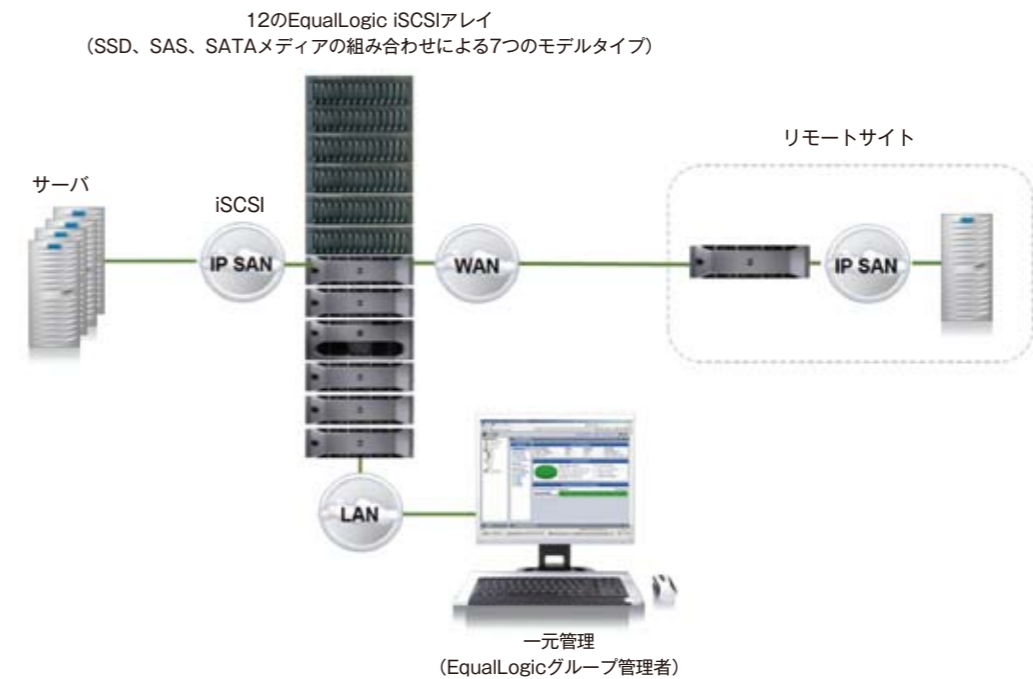 12のEqualLogic iSCSIアレイ
（SSD、SAS、SATAメディアの組み合わせによる7つのモデルタイプ）
リモートサイト
サーバ
iSCSI
IP SAN
WAN
IP SAN
LAN
一元管理
（EqualLogicグループ管理者）